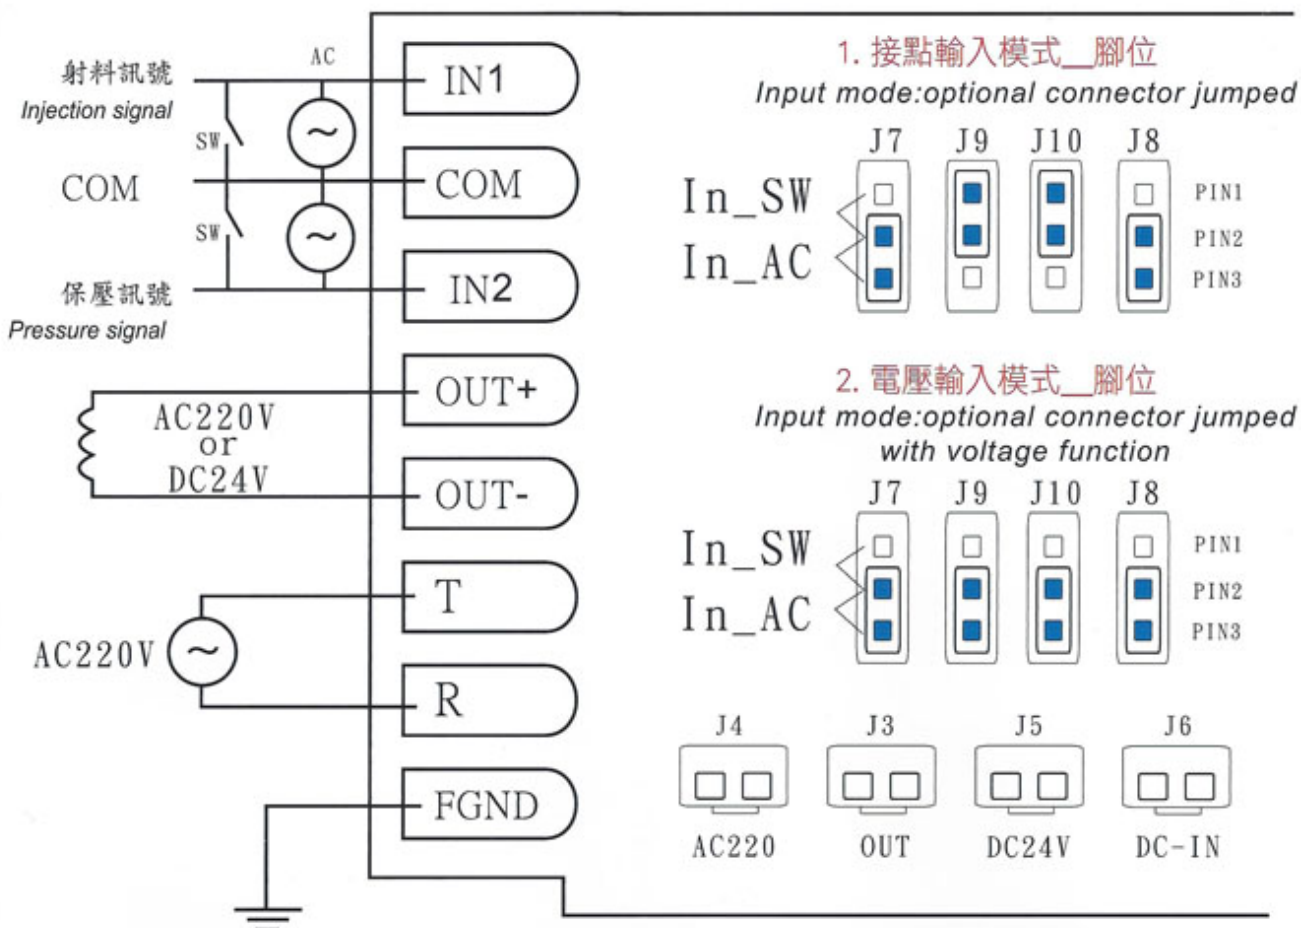 射料訊號
Injection signal
AC
IN1
SW
COM
COM
SW
保壓訊號
Pressure signal
IN2
OUT+
AC220V
or
DC24V
OUT-
T
AC220V
R
FGND
1. 接點輸入模式__腳位
Input mode:optional connector jumped
J7 J9 J10 J8
In_SW
In_AC
PIN1
PIN2
PIN3
2. 電壓輸入模式__腳位
Input mode:optional connector jumped
with voltage function
J7 J9 J10 J8
In_SW
In_AC
PIN1
PIN2
PIN3
J4 J3 J5 J6
AC220 OUT DC24V DC-IN